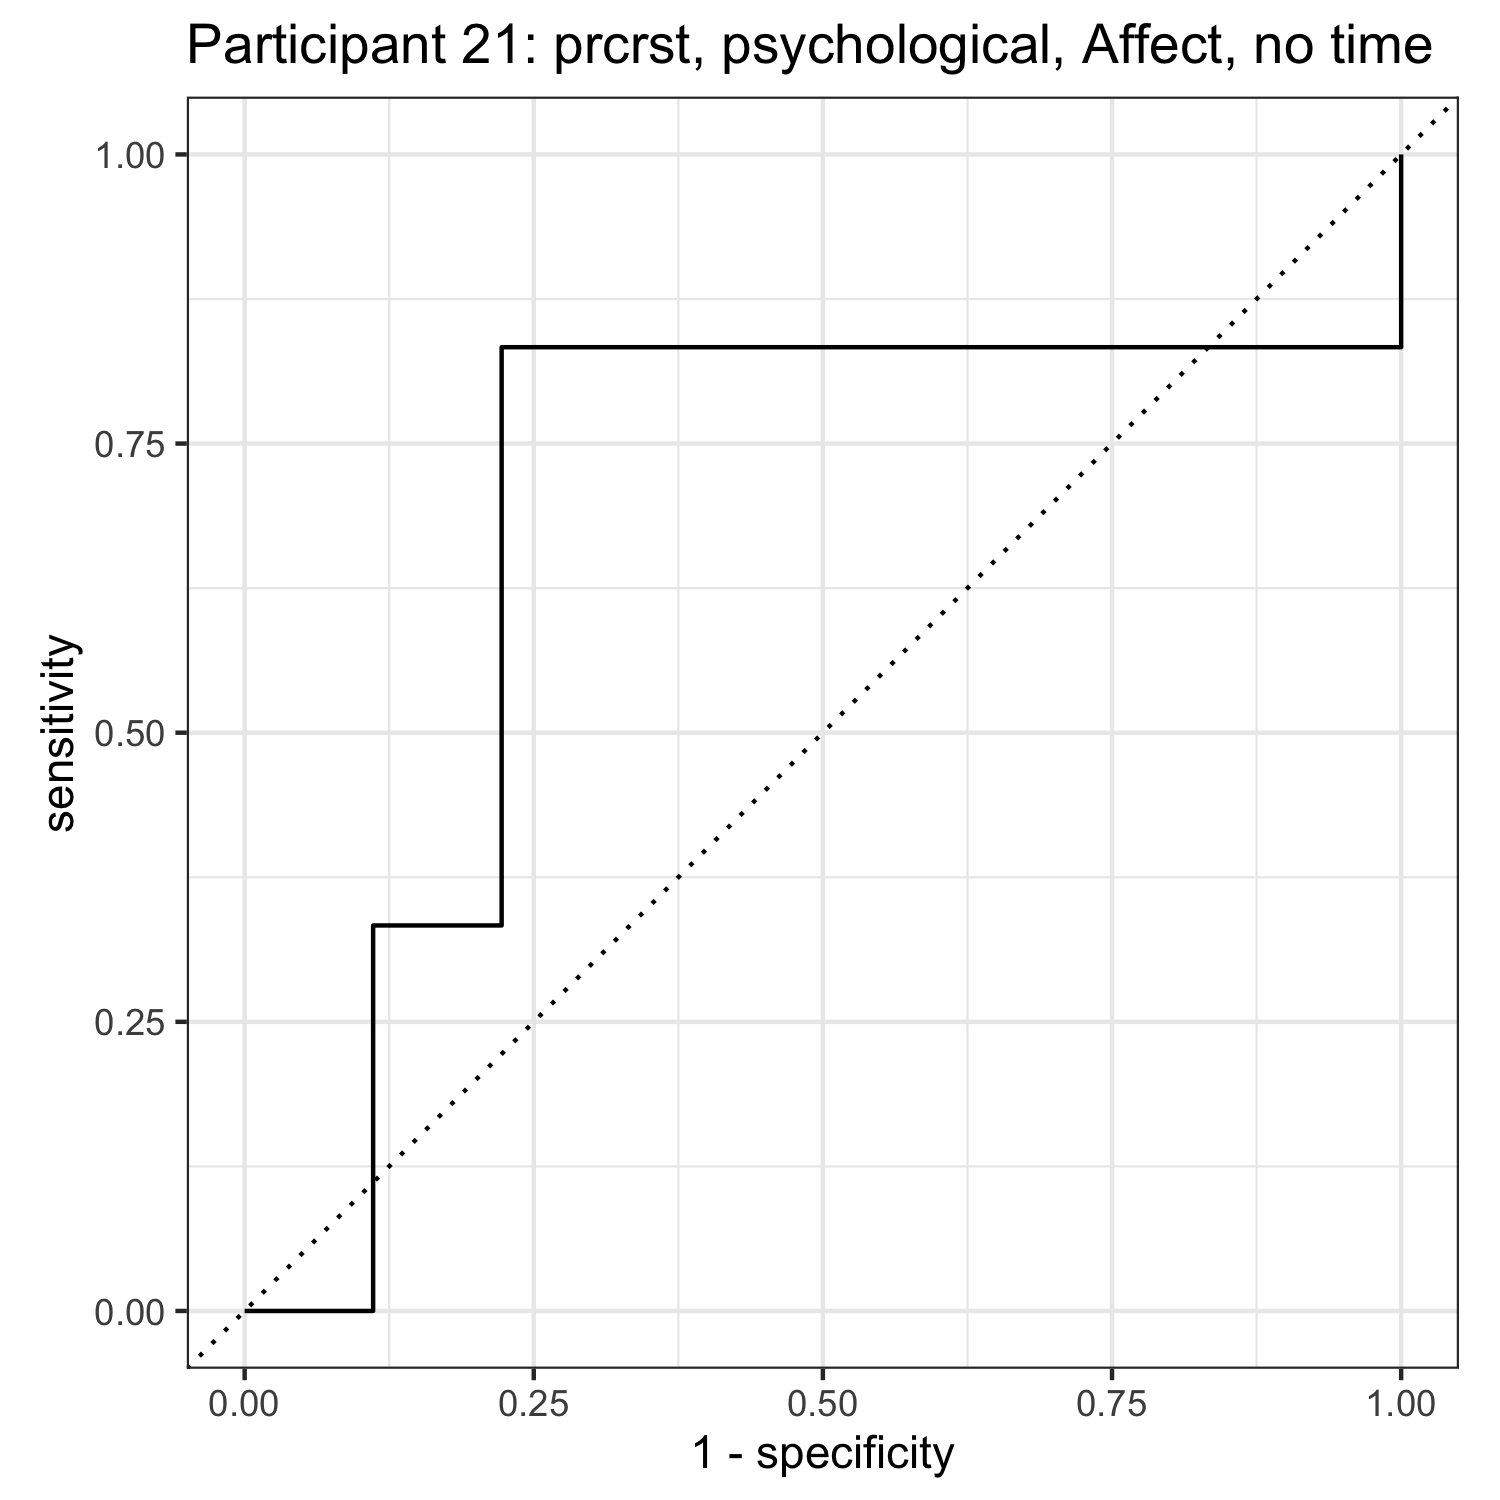 Participant 21: prcrst, psychological, Affect, no time
1.00
0.75
0.50
0.25
0.00
sensitivity
0.00 0.25 0.50 0.75 1.00
1 - specificity